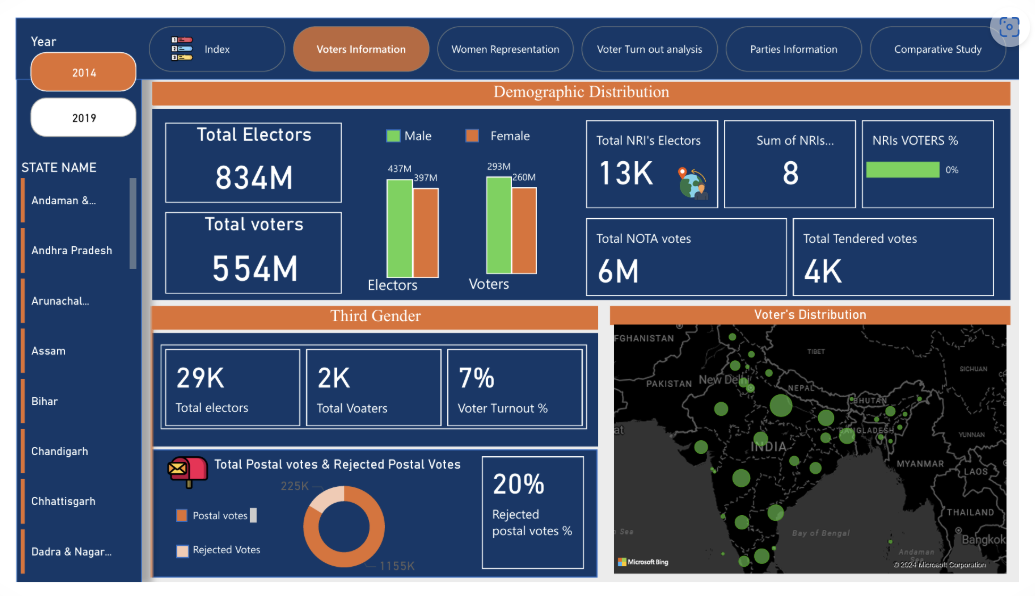 Year
2014
2019
STATE NAME
Andaman &...
Andhra Pradesh
Arunachal...
Assam
Bihar
Chandigarh
Chhattisgarh
Dadra & Nagar...
Index
Voters Information
Women Representation
Voter Turn out analysis
Parties Information
Comparative Study
Demographic Distribution
Total Electors
834M
Total voters
554M
Male
Female
437M
397M
293M
260M
Electors
Voters
Total NRI's Electors
13K
Sum of NRIs...
8
NRIs VOTERS %
0%
Total NOTA votes
6M
Total Tendered votes
4K
Third Gender
29K
Total electors
2K
Total Voaters
7%
Voter Turnout %
Total Postal votes & Rejected Postal Votes
225K
Postal votes
Rejected Votes
1155K
20%
Rejected
postal votes %
Voter's Distribution
FGHANISTAN
TIBET
SICHUAN
PAKISTAN
New Delhi
NEPAL
BHUTAN
BANGLADESH
YUNNAN
INDIA
MYANMAR
LAOS
THAILAND
Bangkok
Bay of Bengal
Andaman
Sea
Microsoft Bing
© 2024 Microsoft Corporation